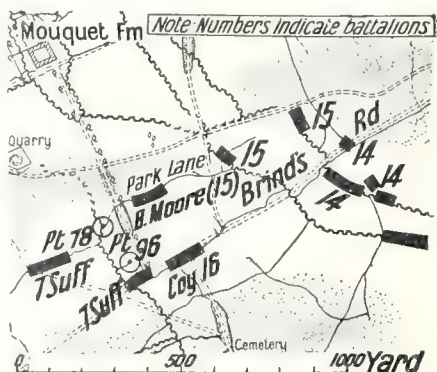 Mouquet Fm
Note: Numbers indicate battalions
Quarry
15
Rd
15
14
Park Lane
B. Moore (15)
Brind's
14
14
Pt 78
Pt 96
7 Suff
7 Suff
Coy 16
Cemetery
0 500 1000 Yard